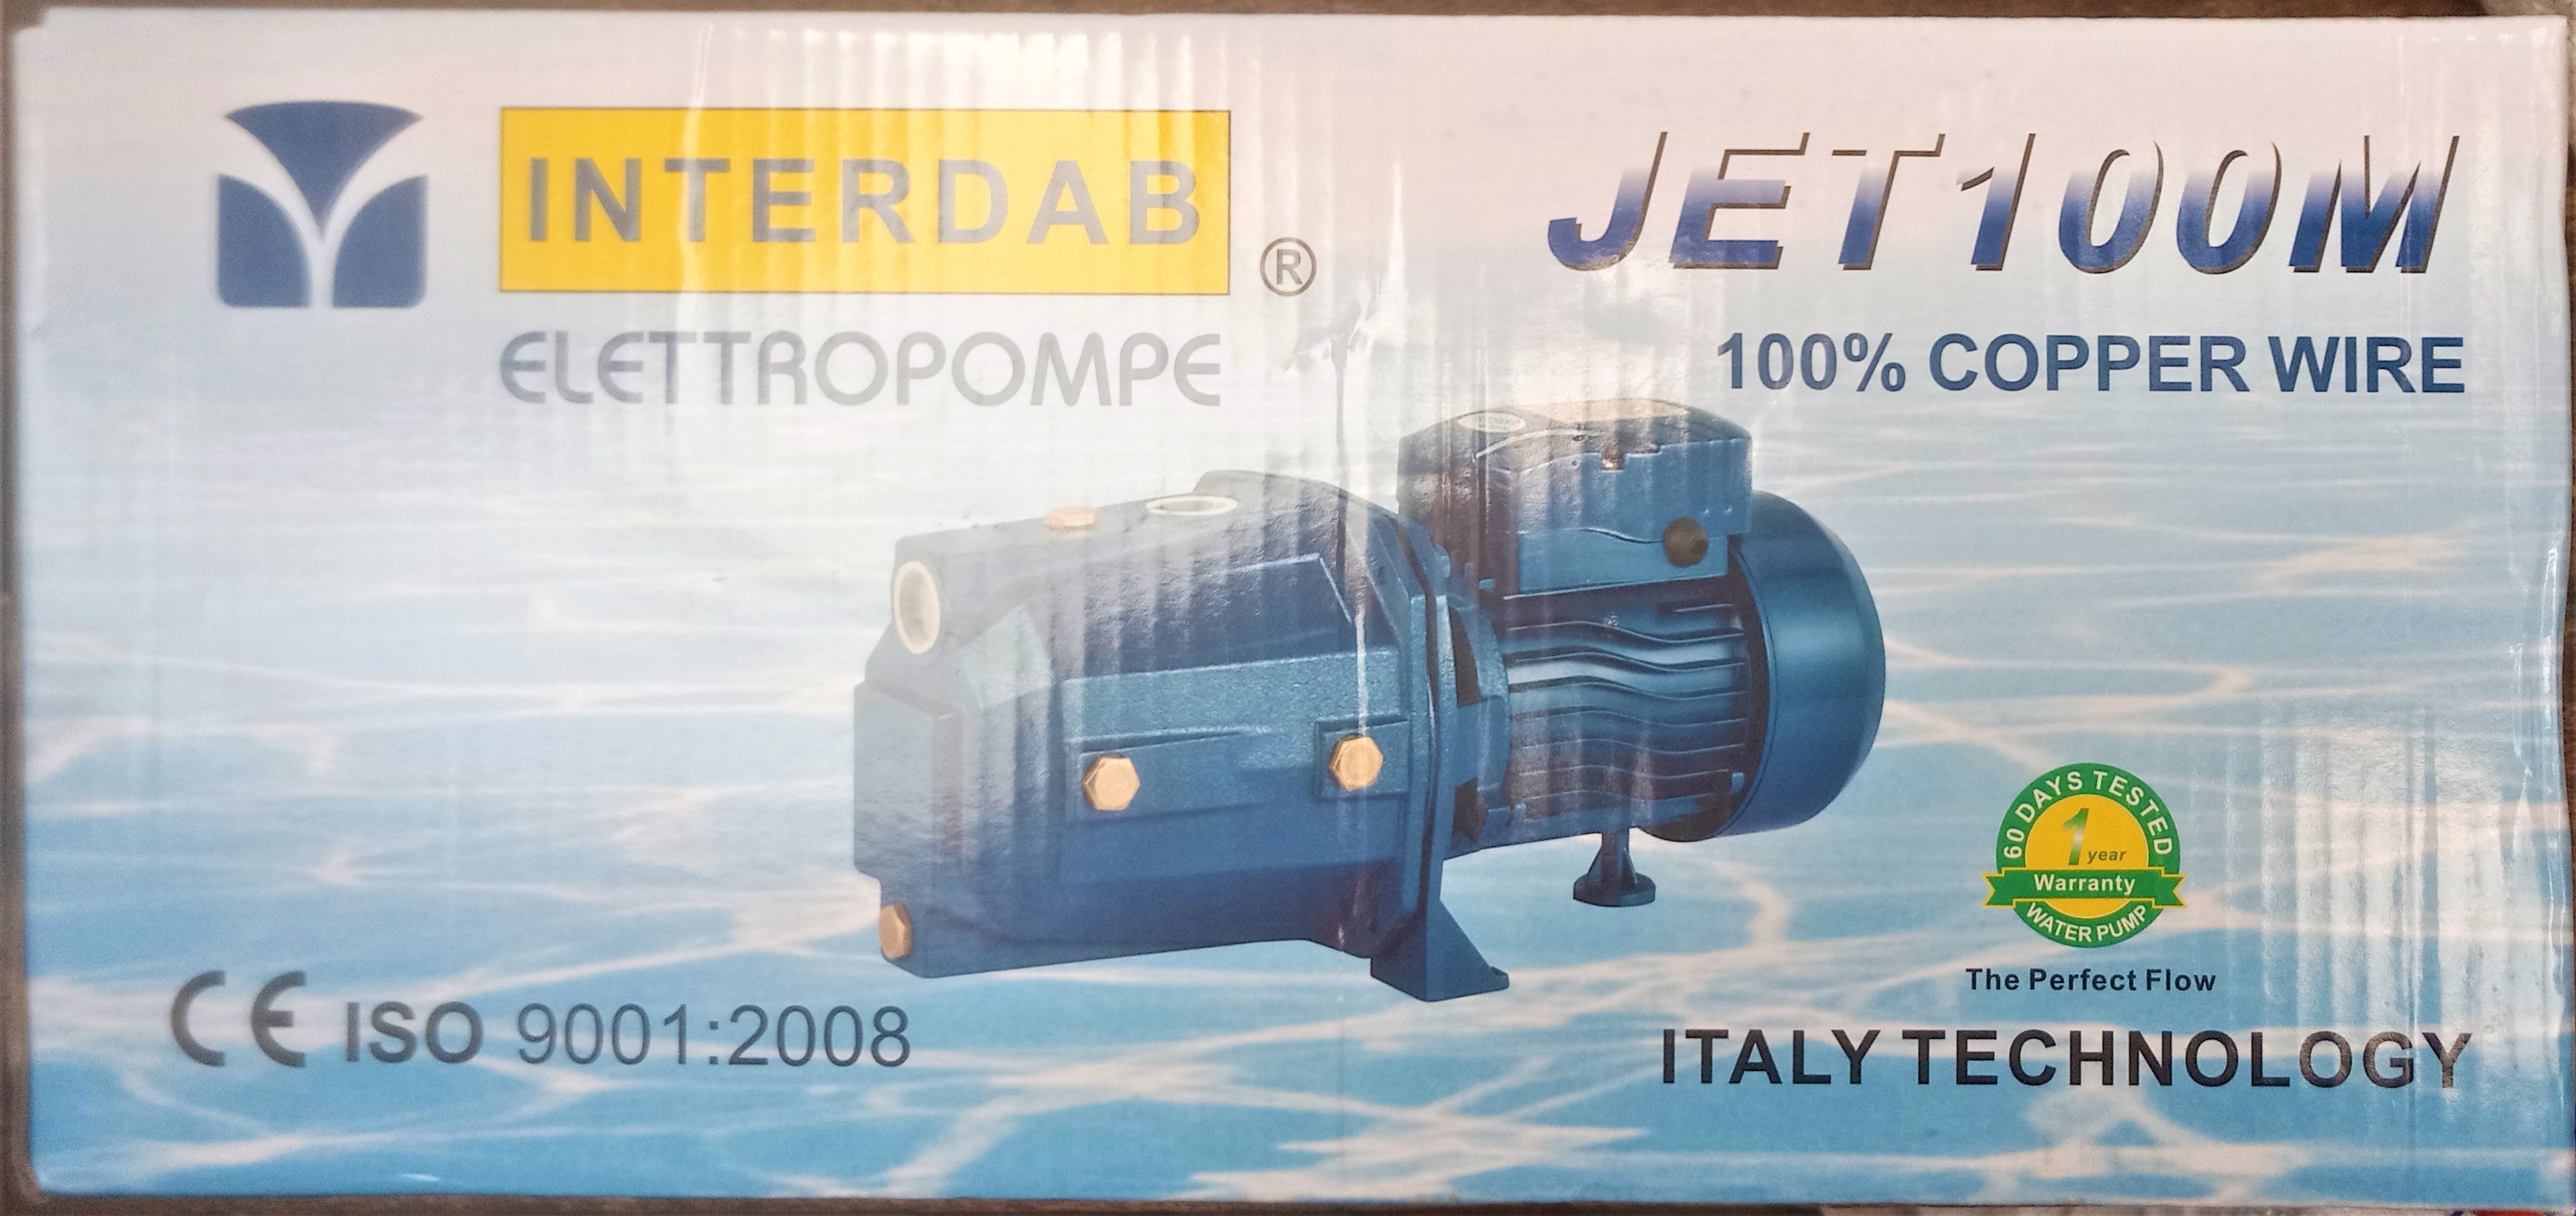 INTERDAB
®
ELETTROPOMPE
JET100M
100% COPPER WIRE
60 DAYS TESTED
1 year
Warranty
WATER PUMP
The Perfect Flow
CE ISO 9001:2008
ITALY TECHNOLOGY